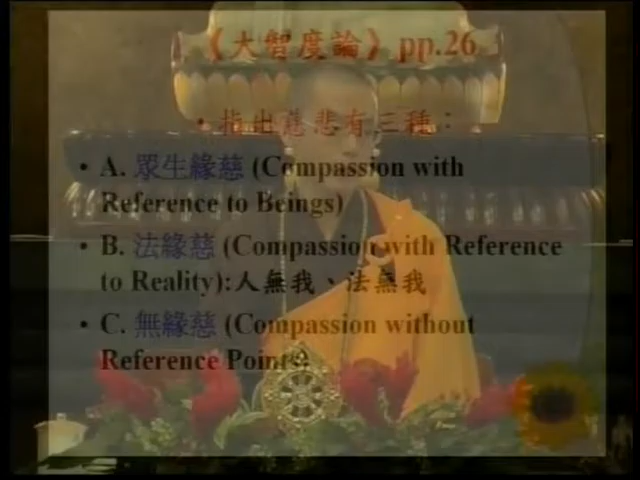 《大智度論》pp.26
• 指出慈悲有三種：
• A. 眾生緣慈 (Compassion with
Reference to Beings)
• B. 法緣慈 (Compassion with Reference
to Reality):人無我、法無我
• C. 無緣慈 (Compassion without
Reference Points)